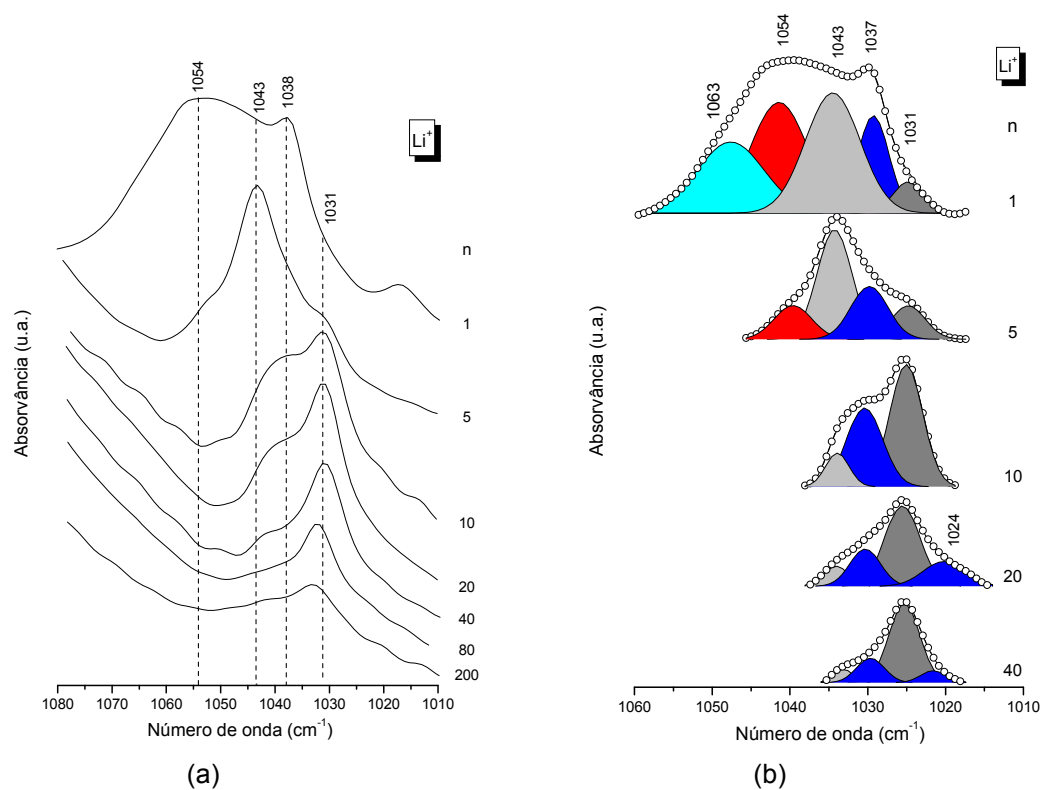 1054
1043
1038
Li+
1031
n
1
5
10
20
40
80
200
Absorvância (u.a.)
1080 1070 1060 1050 1040 1030 1020 1010
Número de onda (cm-1)
(a)
1054
1043
1037
Li+
1063
1031
n
1
5
10
1024
20
40
Absorvância (u.a.)
1060 1050 1040 1030 1020 1010
Número de onda (cm-1)
(b)